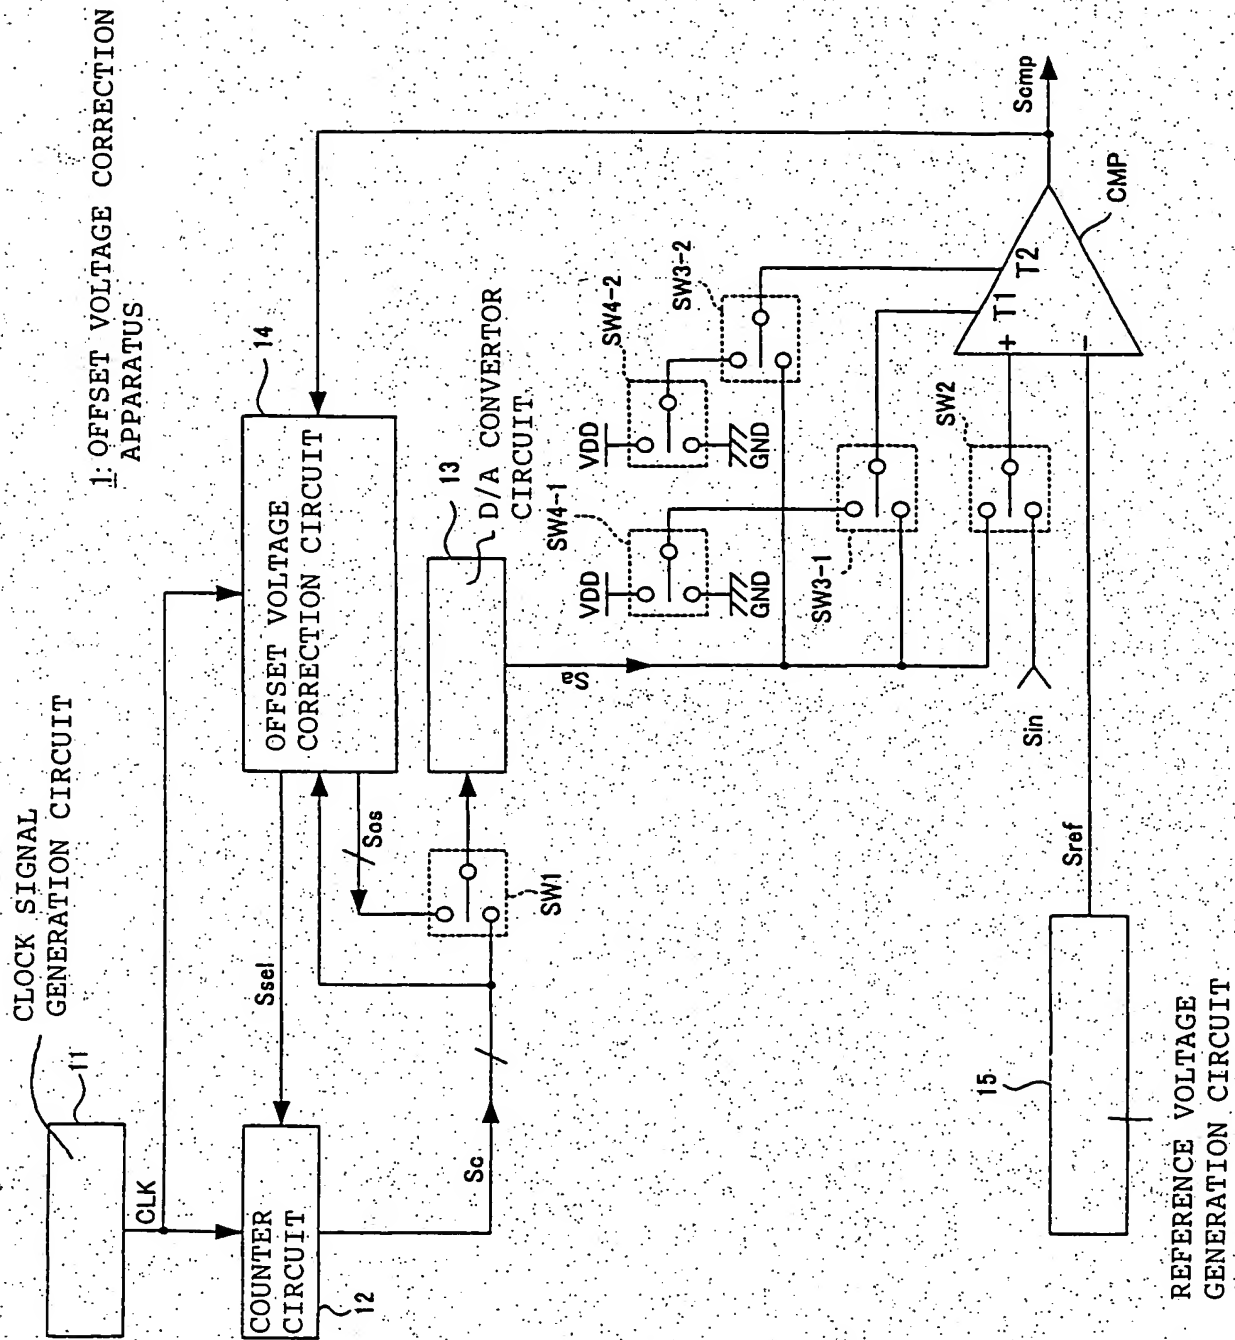 1: OFFSET VOLTAGE CORRECTION
APPARATUS
CLOCK SIGNAL
GENERATION CIRCUIT
11
CLK
COUNTER
CIRCUIT
12
Ssel
Sc
14
OFFSET VOLTAGE
CORRECTION CIRCUIT
Sos
SW1
13
D/A CONVERTOR
CIRCUIT
Sa
VDD
SW4-1
GND
VDD
SW4-2
GND
SW3-1
SW3-2
SW2
Sin
T1
T2
+
-
CMP
Scmp
Sref
15
REFERENCE VOLTAGE
GENERATION CIRCUIT